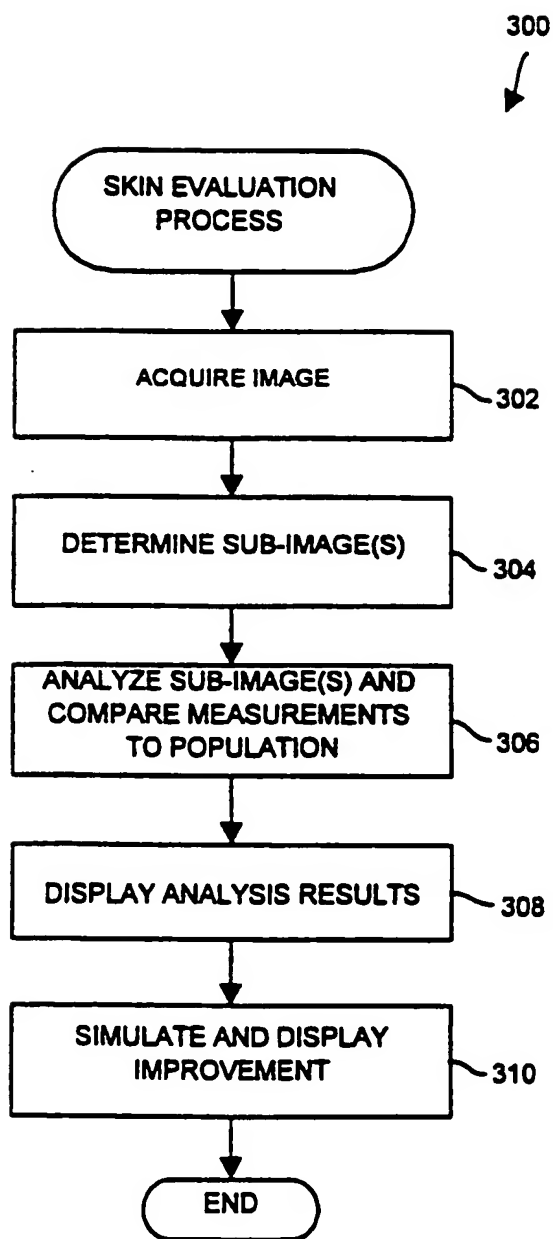 300
SKIN EVALUATION
PROCESS
ACQUIRE IMAGE
302
DETERMINE SUB-IMAGE(S)
304
ANALYZE SUB-IMAGE(S) AND
COMPARE MEASUREMENTS
TO POPULATION
306
DISPLAY ANALYSIS RESULTS
308
SIMULATE AND DISPLAY
IMPROVEMENT
310
END